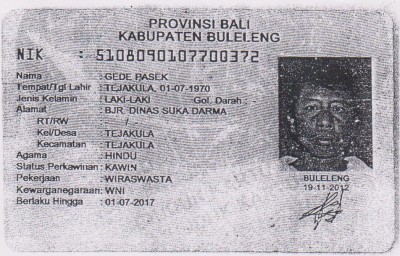 PROVINSI BALI
KABUPATEN BULELENG
NIK : 5108090107700372
Nama : GEDE PASEK
Tempat/Tgl Lahir : TEJAKULA, 01-07-1970
Jenis Kelamin : LAKI-LAKI Gol. Darah : -
Alamat : BJR. DINAS SUKA DARMA
RT/RW : /
Kel/Desa : TEJAKULA
Kecamatan : TEJAKULA
Agama : HINDU
Status Perkawinan : KAWIN
Pekerjaan : WIRASWASTA
Kewarganegaraan : WNI
Berlaku Hingga : 01-07-2017
BULELENG
19-11-2012